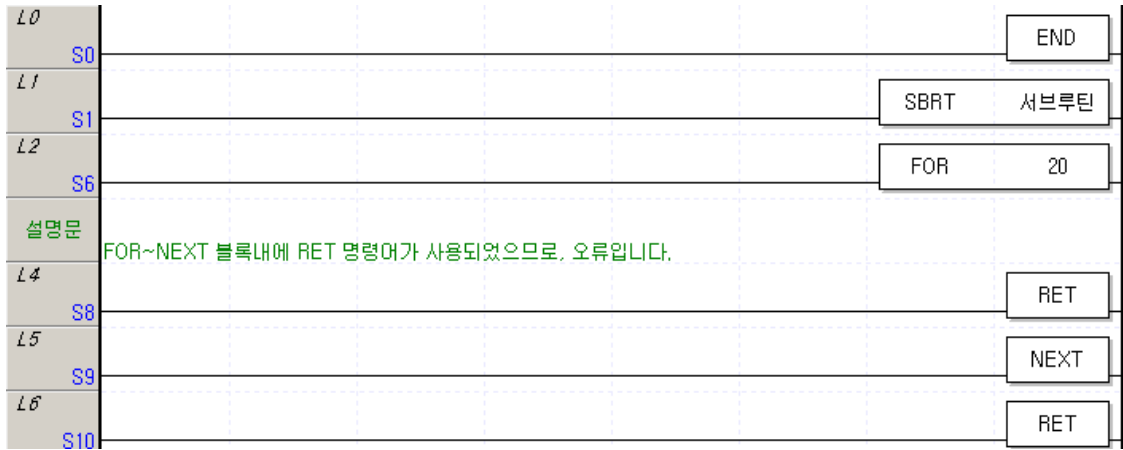 L0
END
S0
L1
SBRT 서브루틴
S1
L2
FOR 20
S6
설명문
FOR~NEXT 블록내에 RET 명령어가 사용되었으므로, 오류입니다.
L4
RET
S8
L5
NEXT
S9
L6
RET
S10